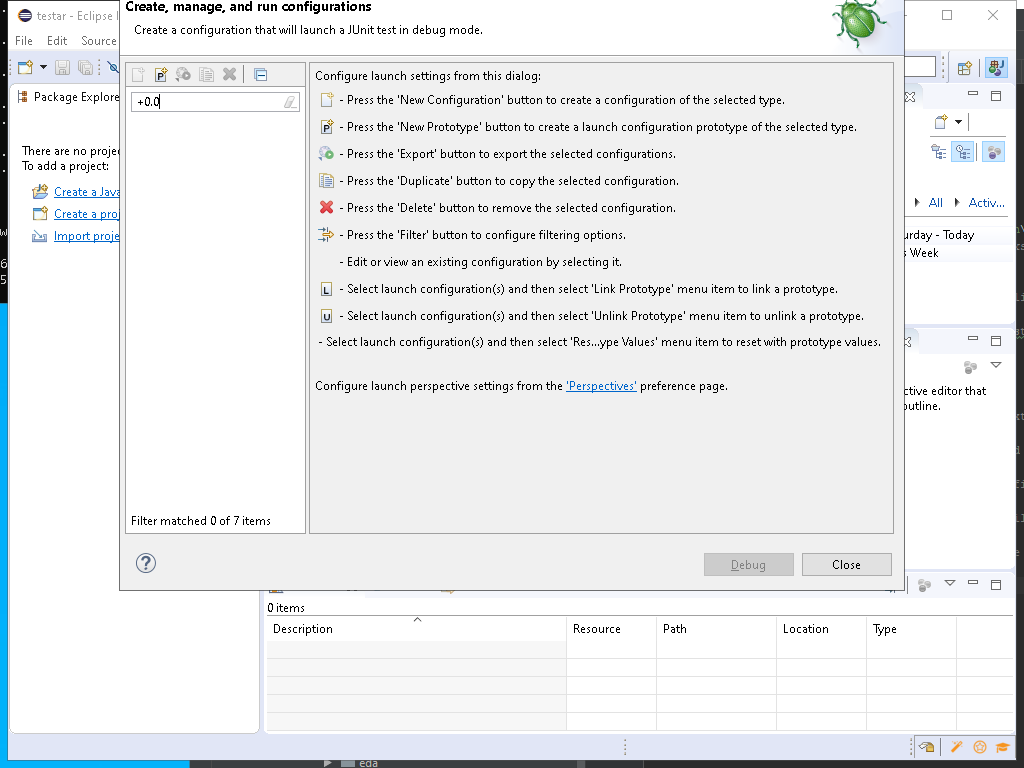 testar - Eclipse I
Create, manage, and run configurations
Create a configuration that will launch a JUnit test in debug mode.
File Edit Source
Package Explore
+0.0
There are no proje
To add a project:
Create a Java
Create a proj
Import proje
Filter matched 0 of 7 items
Configure launch settings from this dialog:
- Press the 'New Configuration' button to create a configuration of the selected type.
- Press the 'New Prototype' button to create a launch configuration prototype of the selected type.
- Press the 'Export' button to export the selected configurations.
- Press the 'Duplicate' button to copy the selected configuration.
- Press the 'Delete' button to remove the selected configuration.
- Press the 'Filter' button to configure filtering options.
- Edit or view an existing configuration by selecting it.
L - Select launch configuration(s) and then select 'Link Prototype' menu item to link a prototype.
U - Select launch configuration(s) and then select 'Unlink Prototype' menu item to unlink a prototype.
- Select launch configuration(s) and then select 'Res...ype Values' menu item to reset with prototype values.
Configure launch perspective settings from the 'Perspectives' preference page.
Debug Close
All Activ...
urday - Today
s Week
ctive editor that
outline.
0 items
Description Resource Path Location Type
eda